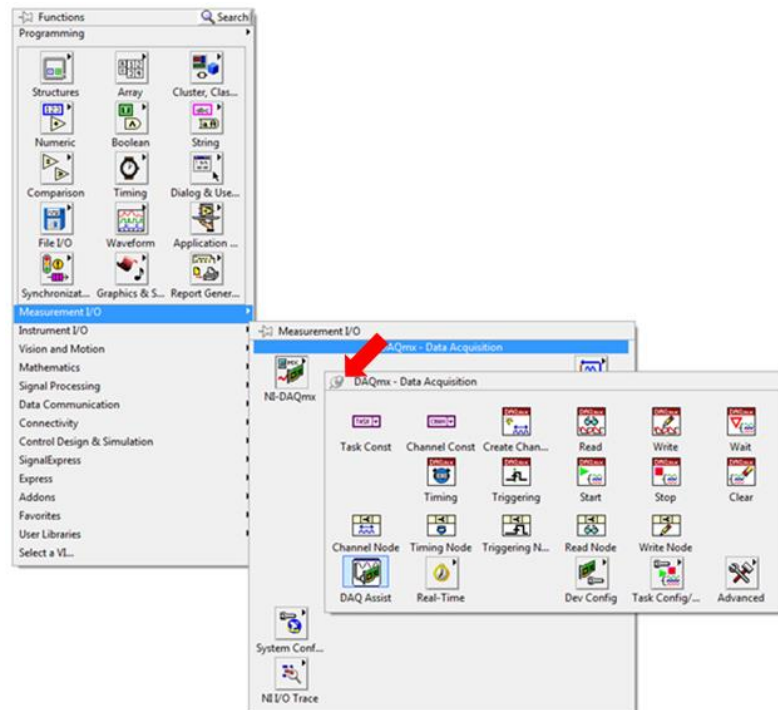 Functions Search
Programming
Structures Array Cluster, Clas...
Numeric Boolean String
Comparison Timing Dialog & Use...
File I/O Waveform Application ...
Synchronizat... Graphics & S... Report Gener...
Measurement I/O
Instrument I/O
Vision and Motion
Mathematics
Signal Processing
Data Communication
Connectivity
Control Design & Simulation
SignalExpress
Express
Addons
Favorites
User Libraries
Select a VI...
Measurement I/O
DAQmx - Data Acquisition
NI-DAQmx
DAQmx - Data Acquisition
Task Const Channel Const Create Chan... Read Write Wait
Timing Triggering Start Stop Clear
Channel Node Timing Node Triggering N... Read Node Write Node
DAQ Assist Real-Time Dev Config Task Config/... Advanced
System Conf...
NI I/O Trace